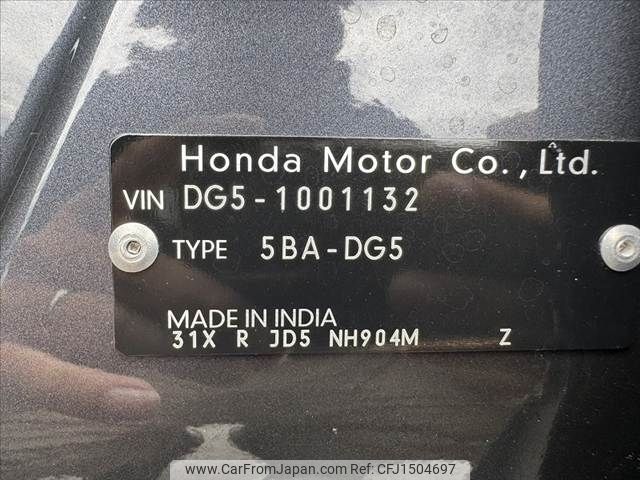 Honda Motor Co., Ltd.
VIN DG5-1001132
TYPE 5BA-DG5
MADE IN INDIA
31X R JD5 NH904M Z
www.CarFromJapan.com - CFJ1504697